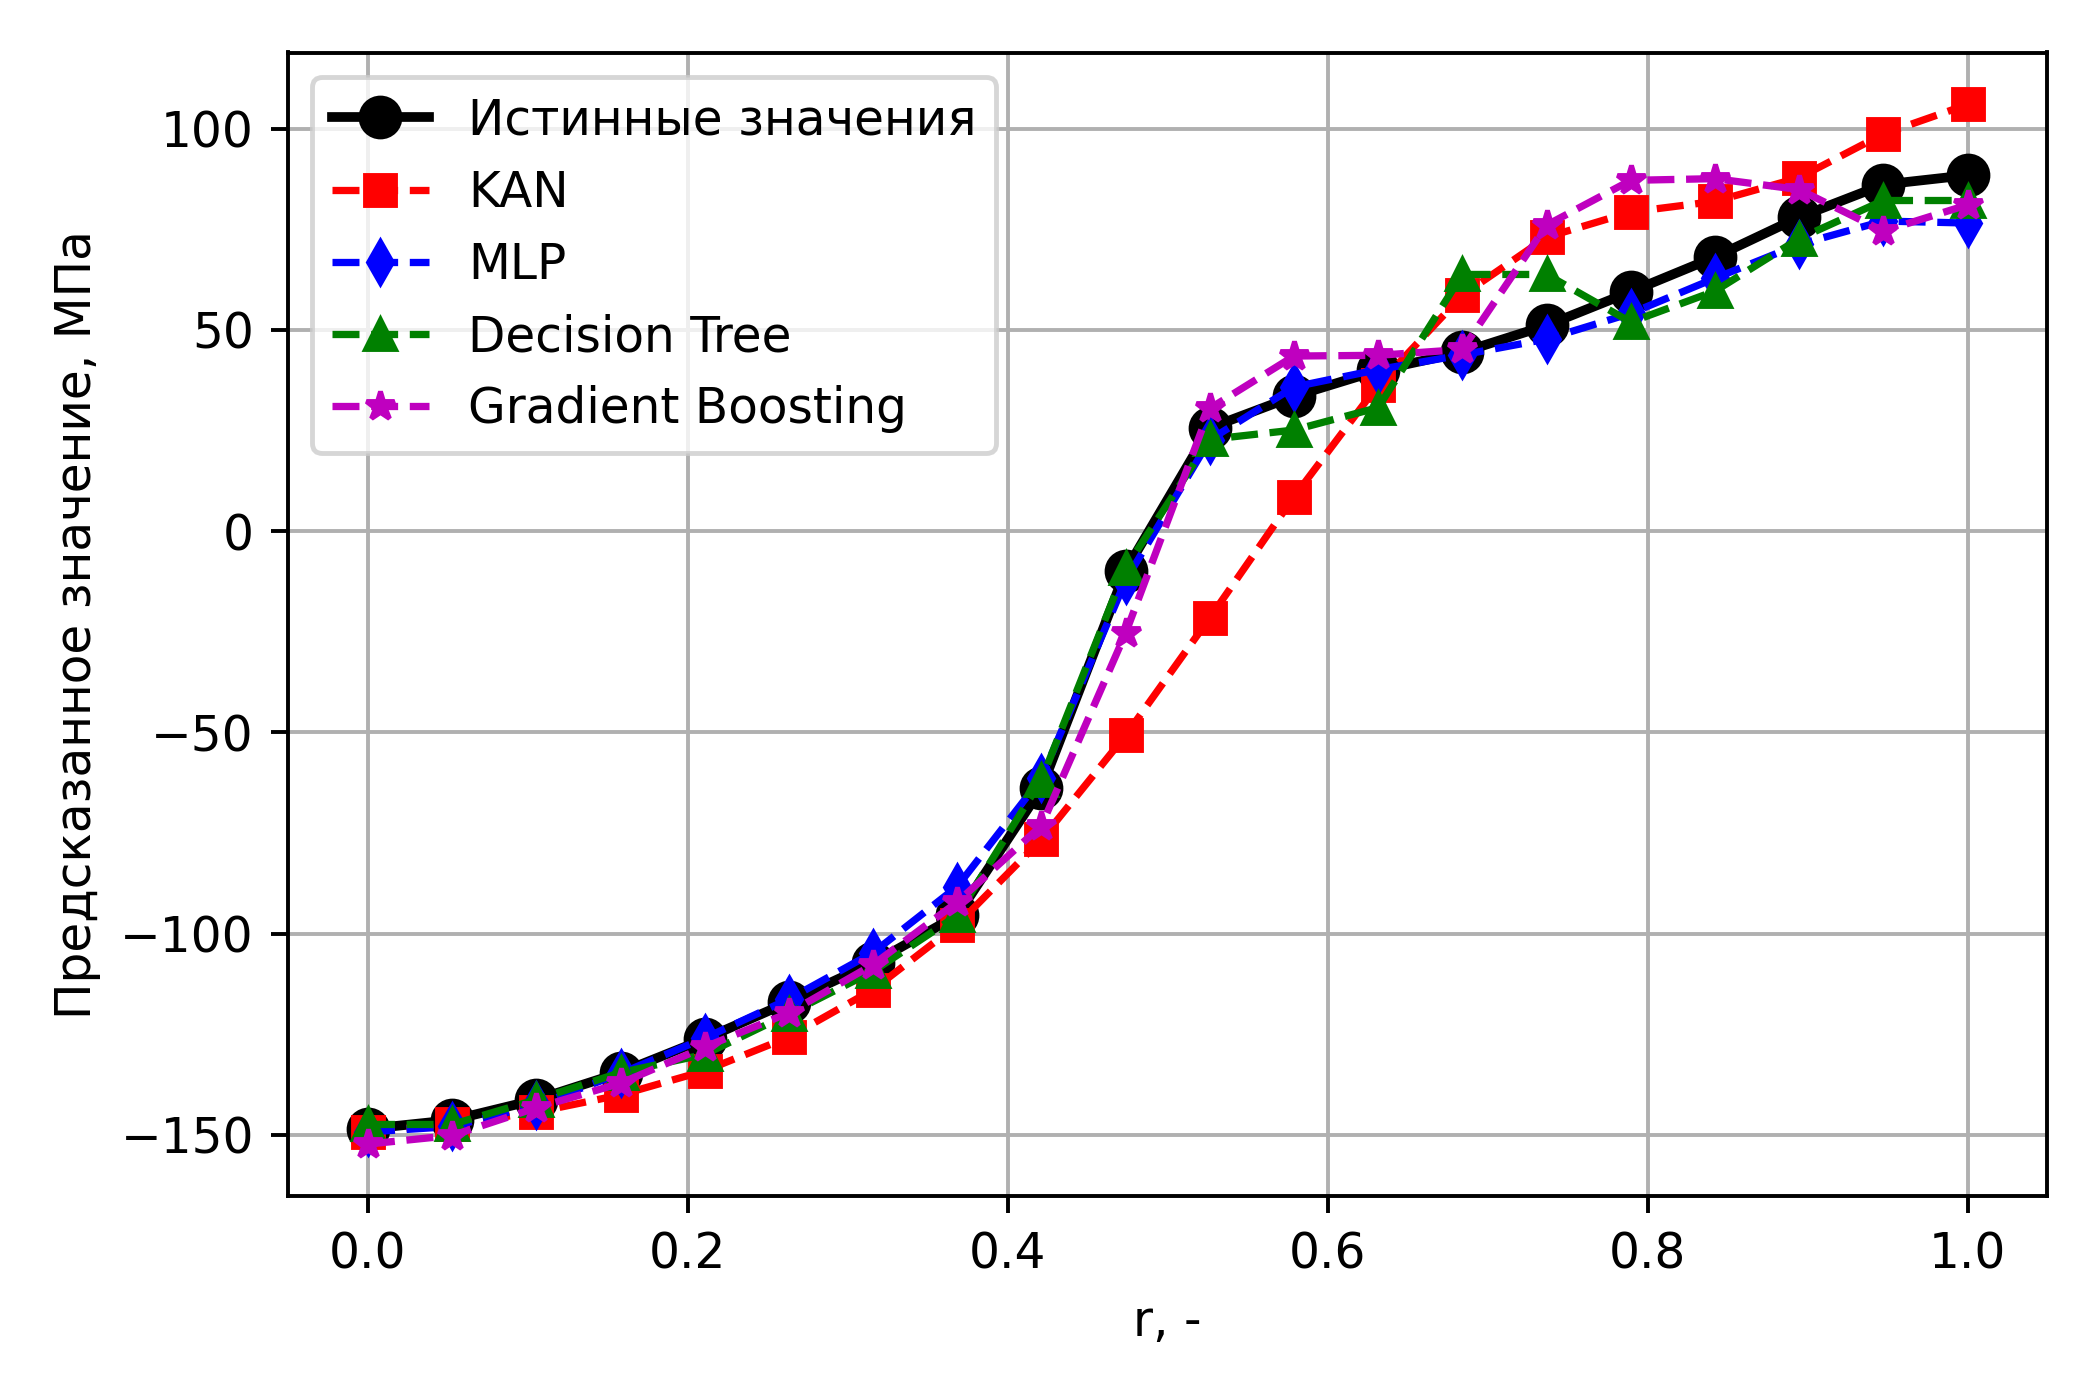 Истинные значения
KAN
MLP
Decision Tree
Gradient Boosting
Предсказанное значение, МПа
100
50
0
−50
−100
−150
0.0 0.2 0.4 0.6 0.8 1.0
r, -